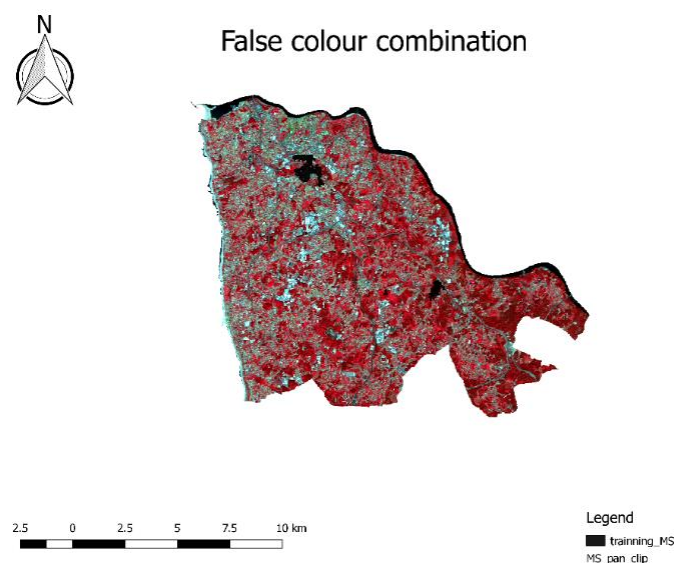 N
False colour combination
2.5 0 2.5 5 7.5 10 km
Legend
trainning_MS
MS_pan_clip